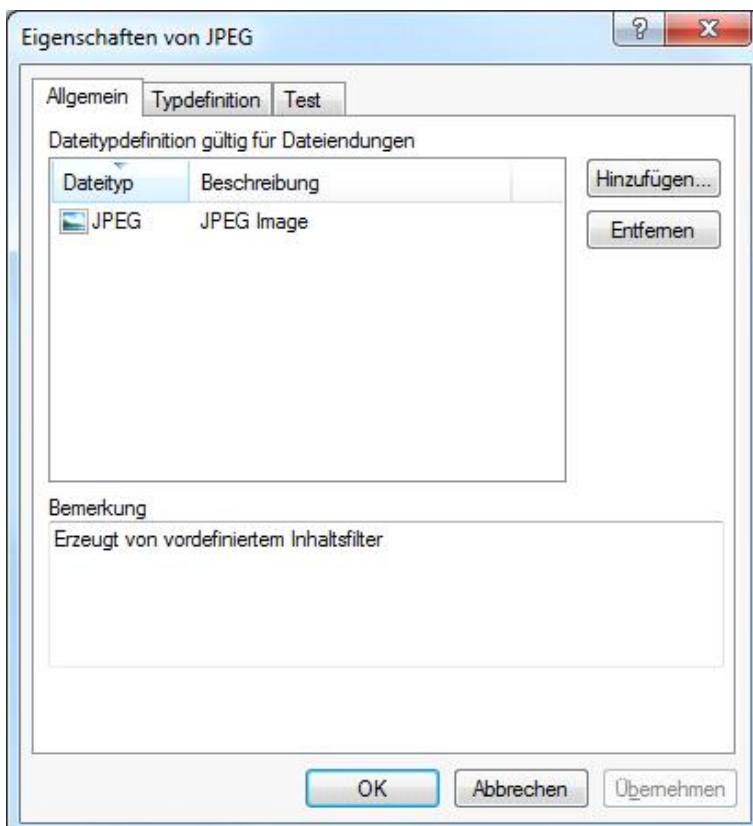 Eigenschaften von JPEG
Allgemein Typdefinition Test
Dateitypdefinition gültig für Dateiendungen
Dateityp Beschreibung
Hinzufügen...
JPEG JPEG Image
Entfernen
Bemerkung
Erzeugt von vordefiniertem Inhaltsfilter
OK Abbrechen Übernehmen